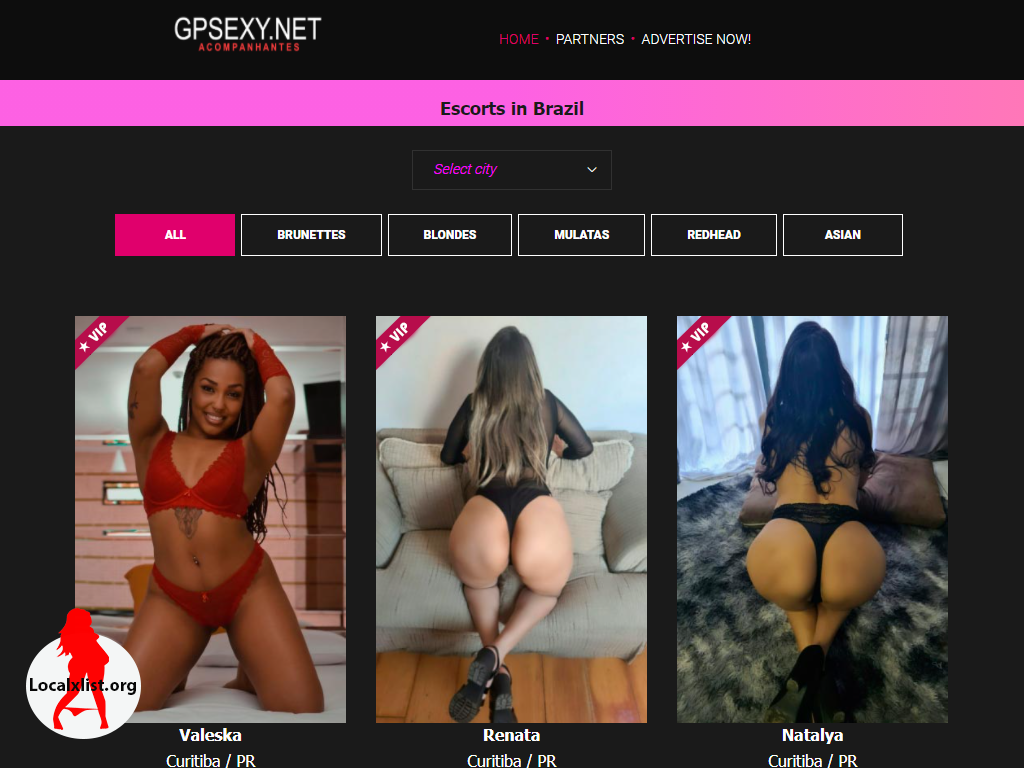 GPSEXY.NET
ACOMPANHANTES
HOME • PARTNERS • ADVERTISE NOW!
Escorts in Brazil
Select city
ALL
BRUNETTES
BLONDES
MULATAS
REDHEAD
ASIAN
★ VIP
★ VIP
★ VIP
Localxlist.org
Valeska
Renata
Natalya
Curitiba / PR
Curitiba / PR
Curitiba / PR